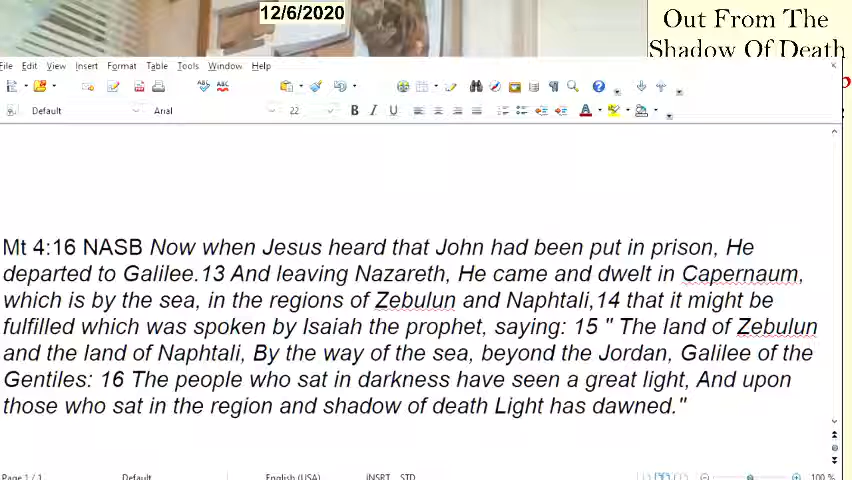 12/6/2020
Out From The
Shadow Of Death
File Edit View Insert Format Table Tools Window Help
Default Arial 22 B I U
Mt 4:16 NASB Now when Jesus heard that John had been put in prison, He
departed to Galilee.13 And leaving Nazareth, He came and dwelt in Capernaum,
which is by the sea, in the regions of Zebulun and Naphtali,14 that it might be
fulfilled which was spoken by Isaiah the prophet, saying: 15 " The land of Zebulun
and the land of Naphtali, By the way of the sea, beyond the Jordan, Galilee of the
Gentiles: 16 The people who sat in darkness have seen a great light, And upon
those who sat in the region and shadow of death Light has dawned."
Page 1 / 1 Default English (USA) INSRT STD 100 %